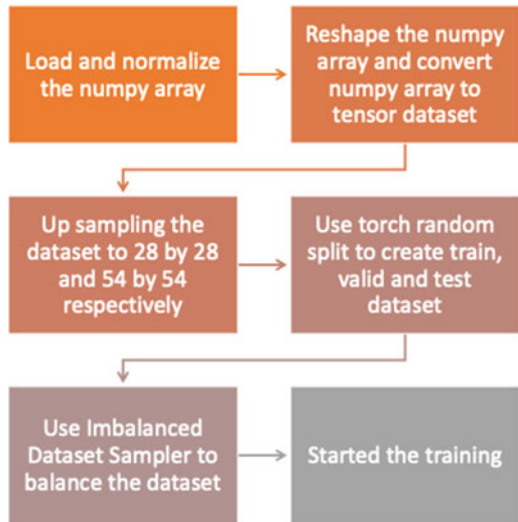 Load and normalize
the numpy array
Reshape the numpy
array and convert
numpy array to
tensor dataset
Up sampling the
dataset to 28 by 28
and 54 by 54
respectively
Use torch random
split to create train,
valid and test
dataset
Use Imbalanced
Dataset Sampler to
balance the dataset
Started the training